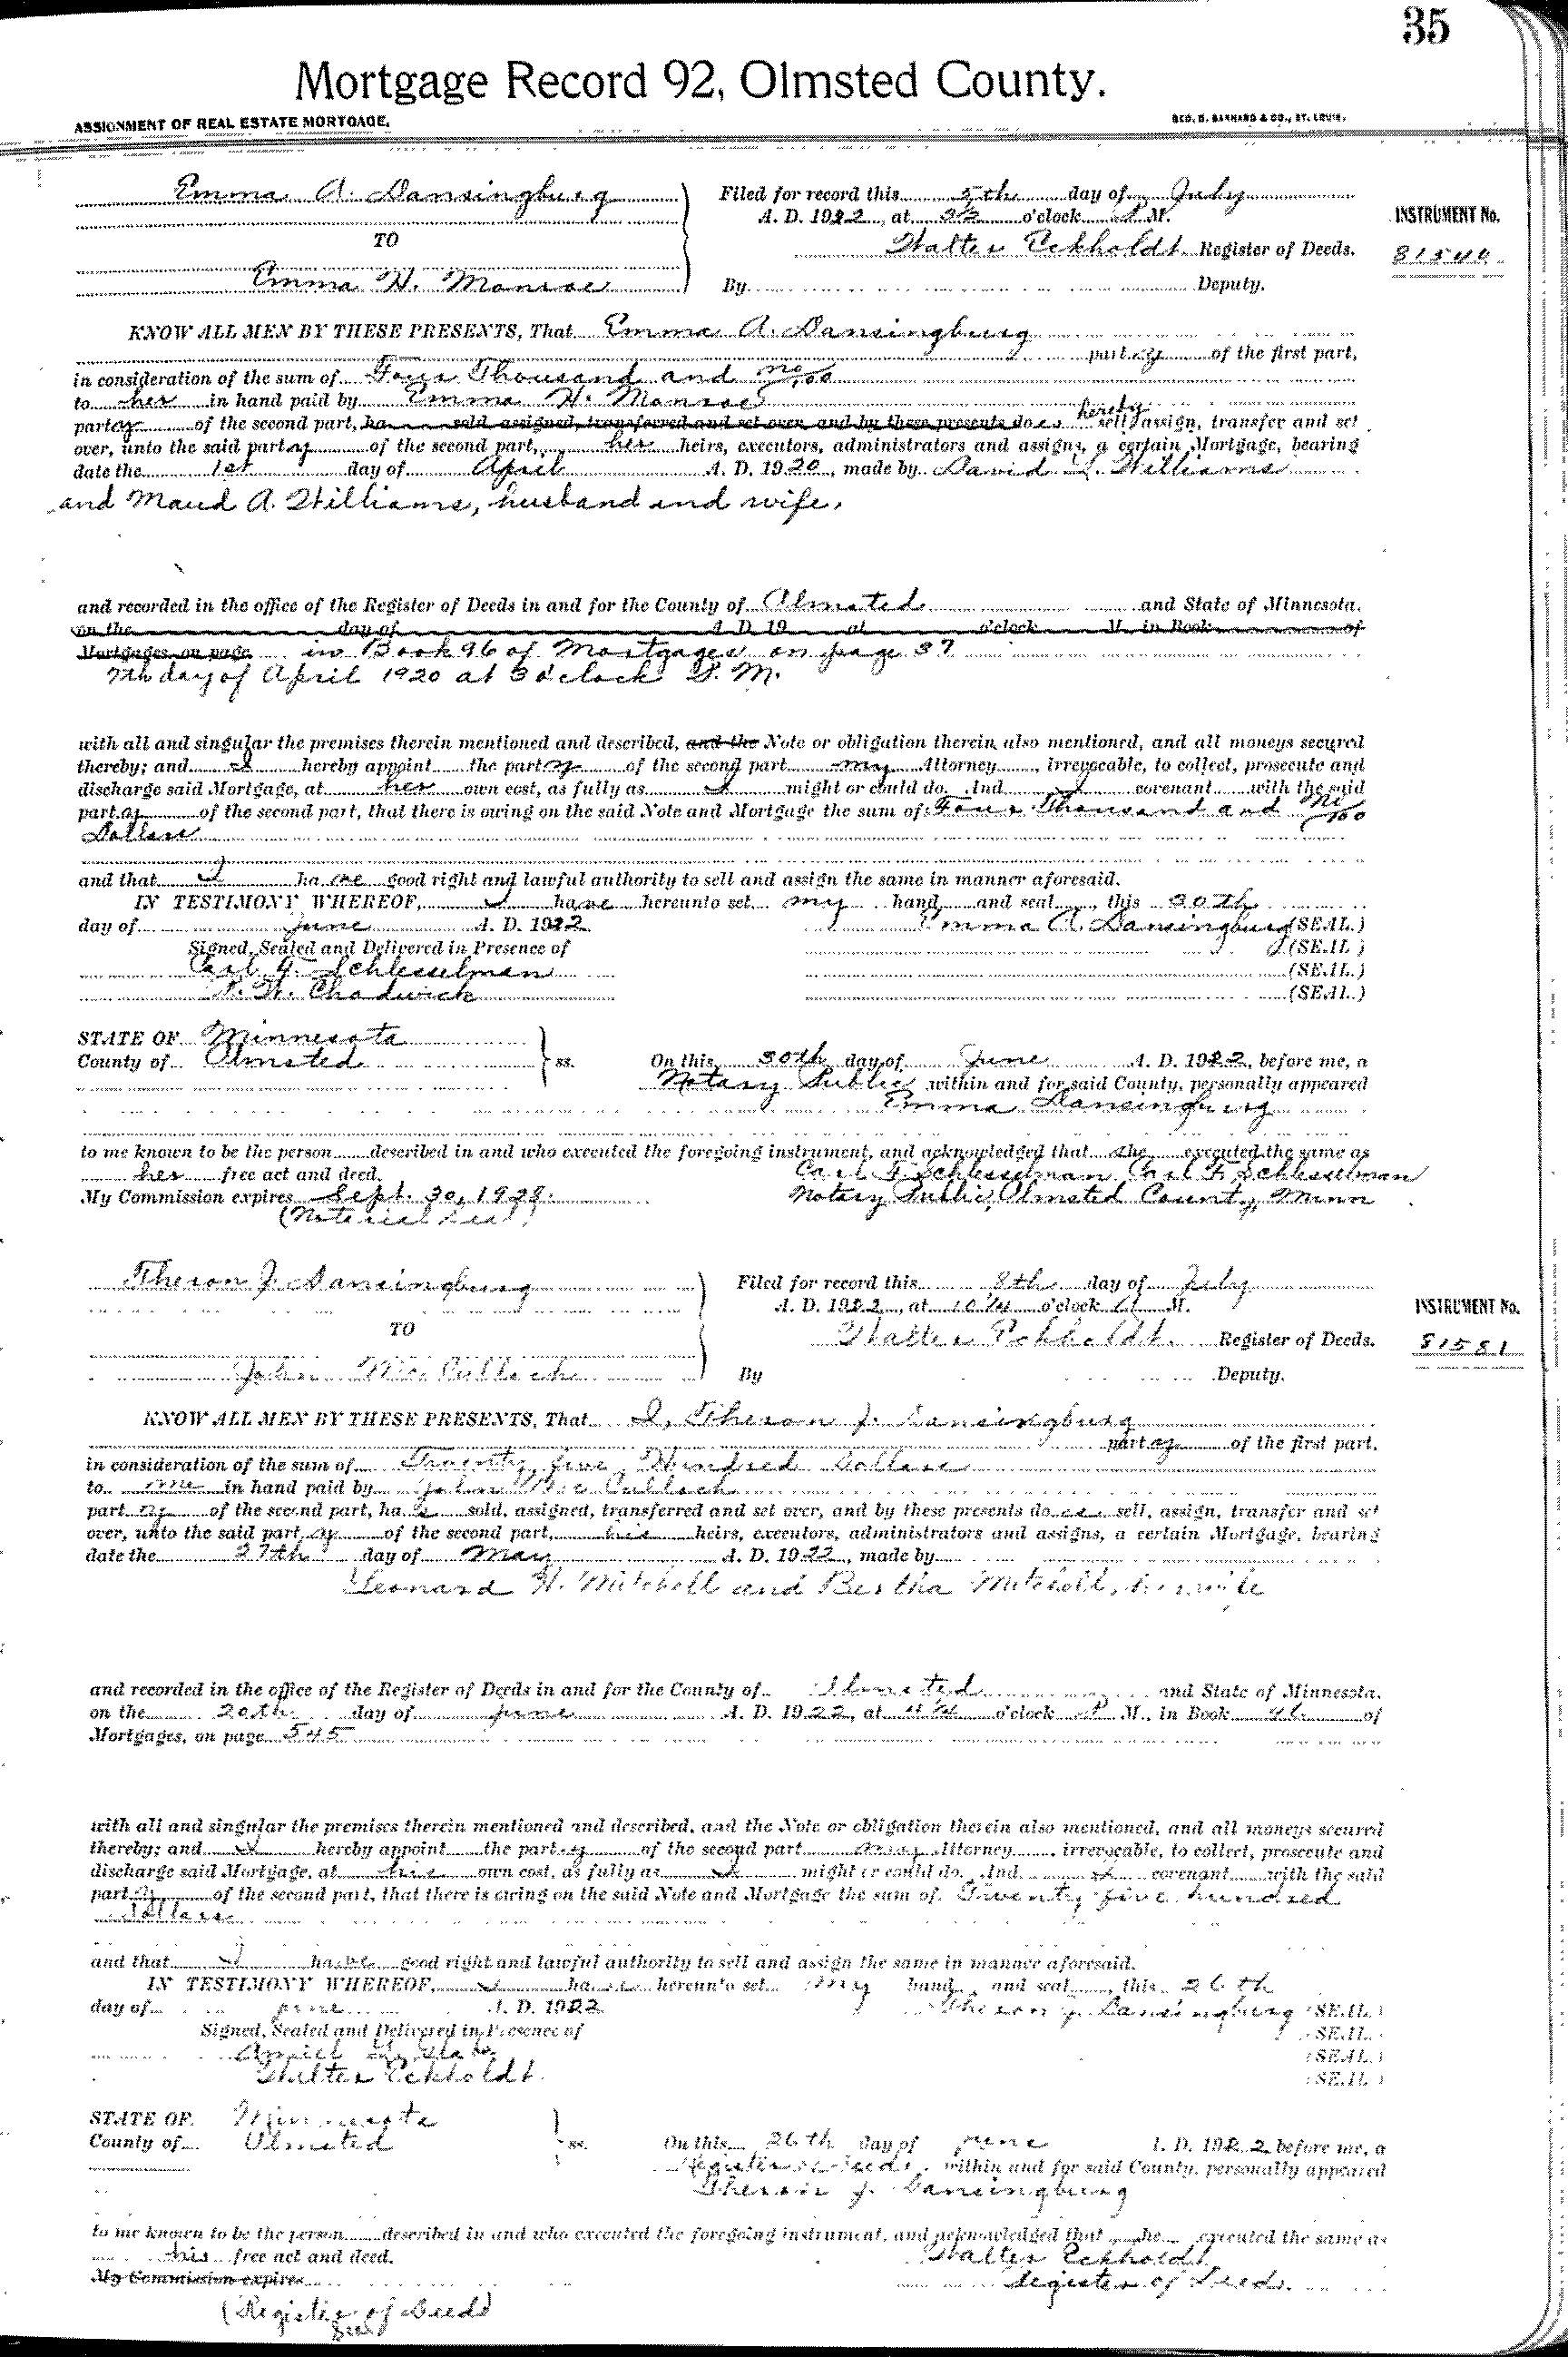 35
Mortgage Record 92, Olmsted County.
ASSIGNMENT OF REAL ESTATE MORTGAGE.
GEO. D. BARNARD & CO., ST. LOUIS.
Emma A. Dansingburg
TO
Emma H. Monroe
Filed for record this 5th day of July
A. D. 1922, at o'clock P M.
Walter Eckholdt Register of Deeds.
By Deputy.
INSTRUMENT No.
KNOW ALL MEN BY THESE PRESENTS, That Emma A. Dansingburg
party of the first part,
in consideration of the sum of Four Thousand and no/100
to her in hand paid by Emma H. Monroe
party of the second part, ha sold, assigned, transferred and set over, and by these presents does hereby sell, assign, transfer and set
over, unto the said party of the second part, her heirs, executors, administrators and assigns, a certain Mortgage, bearing
date the 1st day of April A. D. 1920, made by David L. Williams
and Maud A. Williams, husband and wife,
and recorded in the office of the Register of Deeds in and for the County of Olmsted and State of Minnesota.
on the day of A. D. 19 at o'clock M. in Book of
Mortgages, on page in Book 96 of Mortgages on page 37
7th day of April 1920 at 3 o'clock P. M.
with all and singular the premises therein mentioned and described, and the Note or obligation therein also mentioned, and all moneys secured
thereby; and I hereby appoint the party of the second part my Attorney, irrevocable, to collect, prosecute and
discharge said Mortgage, at her own cost, as fully as I might or could do. And I covenant with the said
party of the second part, that there is owing on the said Note and Mortgage the sum of Four Thousand and No/100
Dollars
and that I have good right and lawful authority to sell and assign the same in manner aforesaid.
IN TESTIMONY WHEREOF, I have hereunto set my hand and seal, this 30th
day of June A. D. 1922 Emma A. Dansingburg (SEAL.)
Signed, Sealed and Delivered in Presence of (SEAL.)
Carl F. Schlesselman (SEAL.)
Chadwick (SEAL.)
STATE OF Minnesota
County of Olmsted ss. On this 30th day of June A. D. 1922, before me, a
Notary Public within and for said County, personally appeared
Emma Dansingburg
to me known to be the person described in and who executed the foregoing instrument, and acknowledged that she executed the same as
her free act and deed. Carl F Schlesselman Carl F. Schlesselman
My Commission expires Sept. 30, 1928. Notary Public, Olmsted County, Minn
(Notarial Seal)
Theron J. Dansingburg
TO
John McCulloch
Filed for record this 8th day of July
A. D. 1922, at 10 1/4 o'clock A M.
Walter Eckholdt. Register of Deeds.
By Deputy.
INSTRUMENT No.
81581
KNOW ALL MEN BY THESE PRESENTS, That I, Theron J. Dansingburg
party of the first part,
in consideration of the sum of Twenty five Hundred Dollars
to me in hand paid by John McCulloch
party of the second part, has sold, assigned, transferred and set over, and by these presents does sell, assign, transfer and set
over, unto the said party of the second part, his heirs, executors, administrators and assigns, a certain Mortgage, bearing
date the 27th day of May A. D. 1922, made by
Leonard H. Mitchell and Bertha Mitchell, his wife
and recorded in the office of the Register of Deeds in and for the County of Olmsted and State of Minnesota.
on the 20th day of June A. D. 1922, at o'clock P M., in Book of
Mortgages, on page 545
with all and singular the premises therein mentioned and described, and the Note or obligation therein also mentioned, and all moneys secured
thereby; and I hereby appoint the party of the second part my Attorney, irrevocable, to collect, prosecute and
discharge said Mortgage, at his own cost, as fully as I might or could do. And I covenant with the said
party of the second part, that there is owing on the said Note and Mortgage the sum of Twenty five hundred
Dollars
and that I have good right and lawful authority to sell and assign the same in manner aforesaid.
IN TESTIMONY WHEREOF, I have hereunto set my hand and seal, this 26th
day of June A. D. 1922 Theron J. Dansingburg (SEAL.)
Signed, Sealed and Delivered in Presence of (SEAL.)
(SEAL.)
Walter Eckholdt. (SEAL.)
STATE OF Minnesota
County of Olmsted ss. On this 26th day of June A. D. 1922 before me, a
Register of Deeds within and for said County, personally appeared
Theron J. Dansingburg
to me known to be the person described in and who executed the foregoing instrument, and acknowledged that he executed the same as
his free act and deed. Walter Eckholdt
My Commission expires Register of Deeds.
(Register of Deeds
Seal)